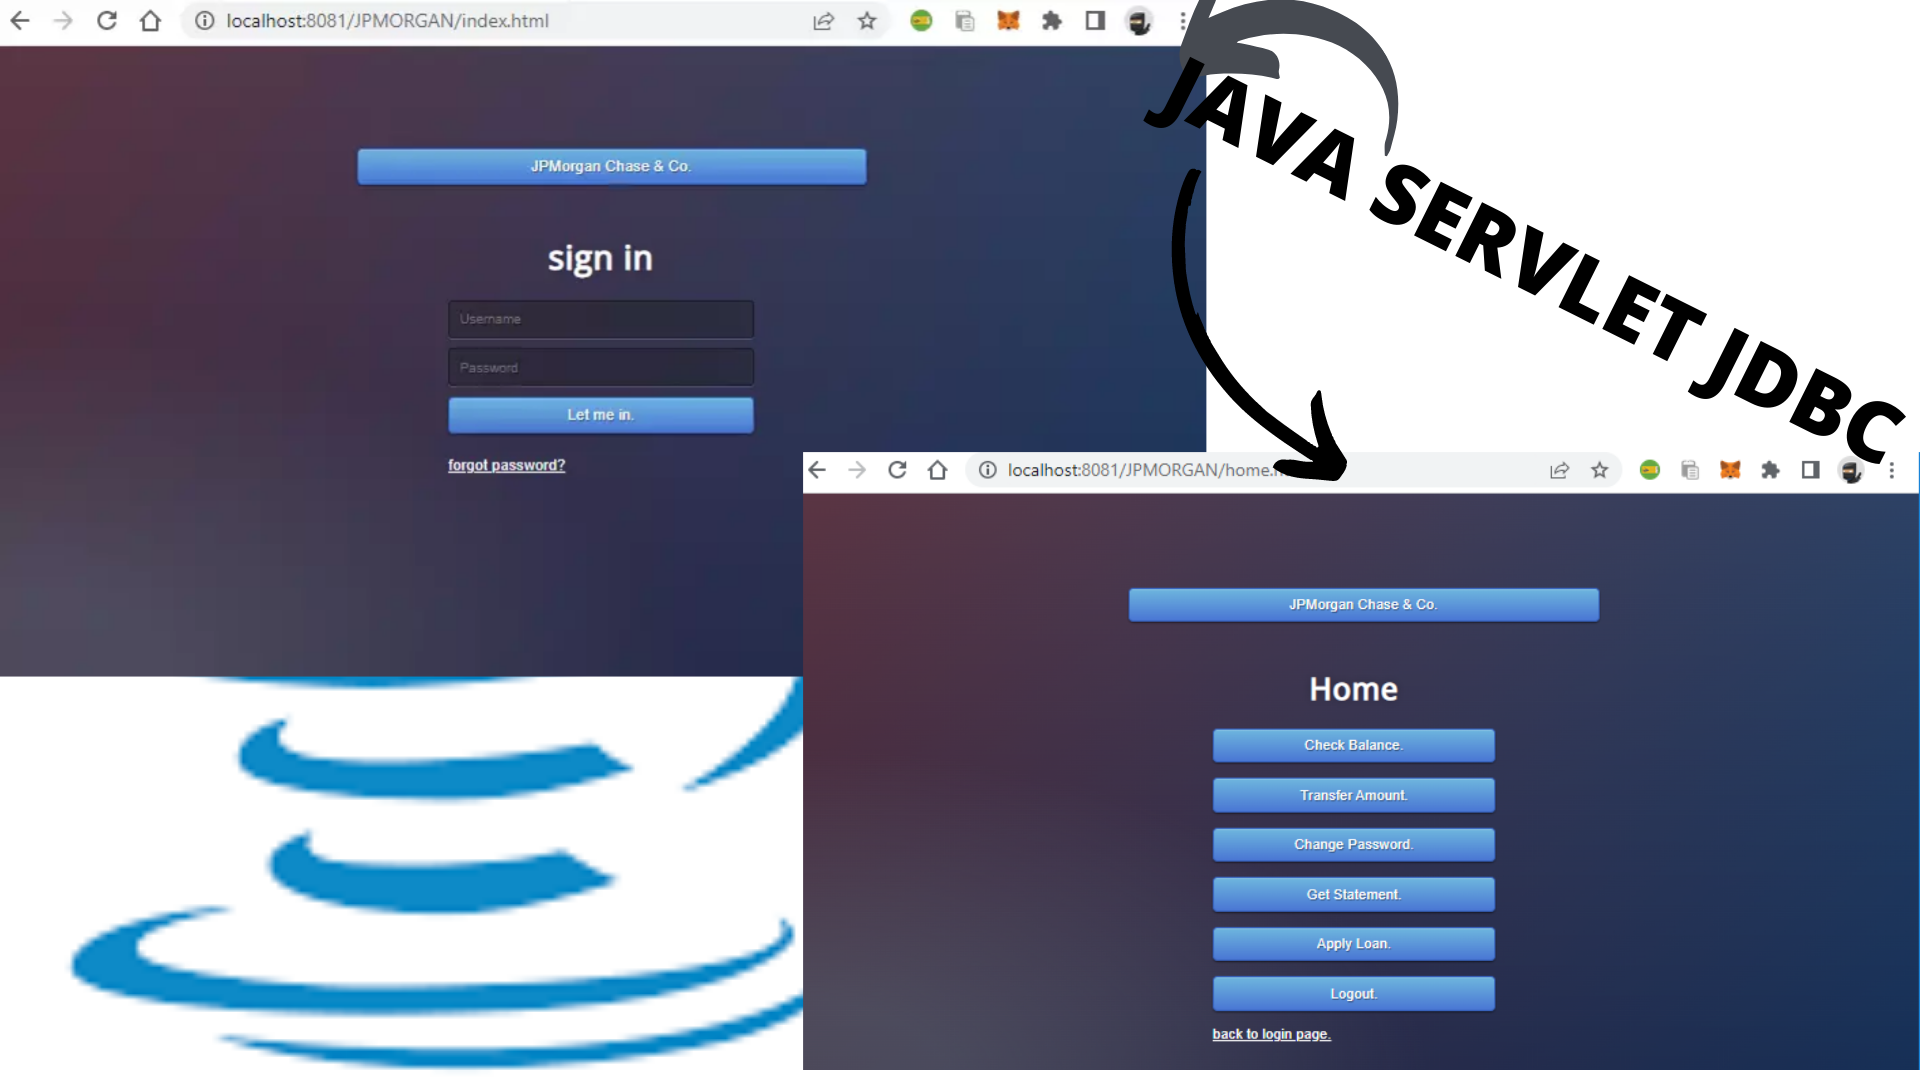 localhost:8081/JPMORGAN/index.html
JPMorgan Chase & Co.
sign in
Username
Password
Let me in.
forgot password?
JAVA SERVLET JDBC
localhost:8081/JPMORGAN/home.
JPMorgan Chase & Co.
Home
Check Balance.
Transfer Amount.
Change Password.
Get Statement.
Apply Loan.
Logout.
back to login page.